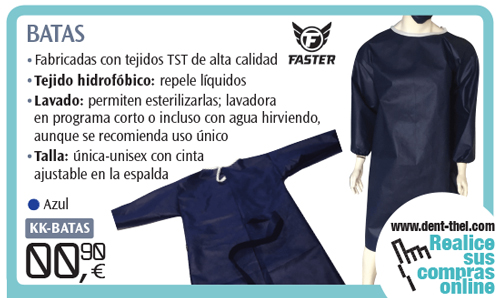 BATAS
• Fabricadas con tejidos TST de alta calidad
• Tejido hidrofóbico: repele líquidos
• Lavado: permiten esterilizarlas; lavadora
en programa corto o incluso con agua hirviendo,
aunque se recomienda uso único
• Talla: única-unisex con cinta
ajustable en la espalda
FASTER
● Azul
KK-BATAS
00,90 €
www.dent-thel.com
Realice
sus
compras
online